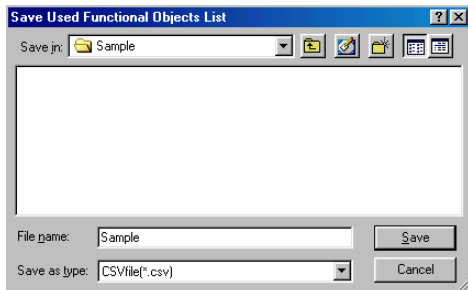 Save Used Functional Objects List
Save in: Sample
File name: Sample
Save
Save as type: CSVfile(*.csv)
Cancel